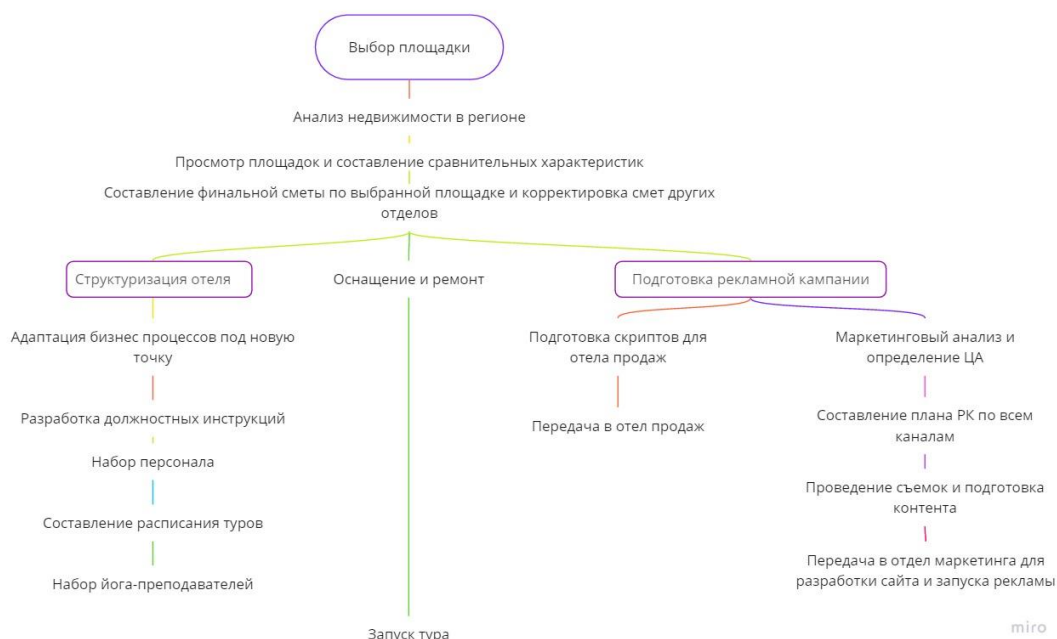 Выбор площадки
Анализ недвижимости в регионе
Просмотр площадок и составление сравнительных характеристик
Составление финальной сметы по выбранной площадке и корректировка смет других
отделов
Структуризация отеля
Оснащение и ремонт
Подготовка рекламной кампании
Адаптация бизнес процессов под новую
точку
Разработка должностных инструкций
Набор персонала
Составление расписания туров
Набор йога-преподавателей
Подготовка скриптов для
отела продаж
Передача в отел продаж
Маркетинговый анализ и
определение ЦА
Составление плана РК по всем
каналам
Проведение съемок и подготовка
контента
Передача в отдел маркетинга для
разработки сайта и запуска рекламы
Запуск тура
miro